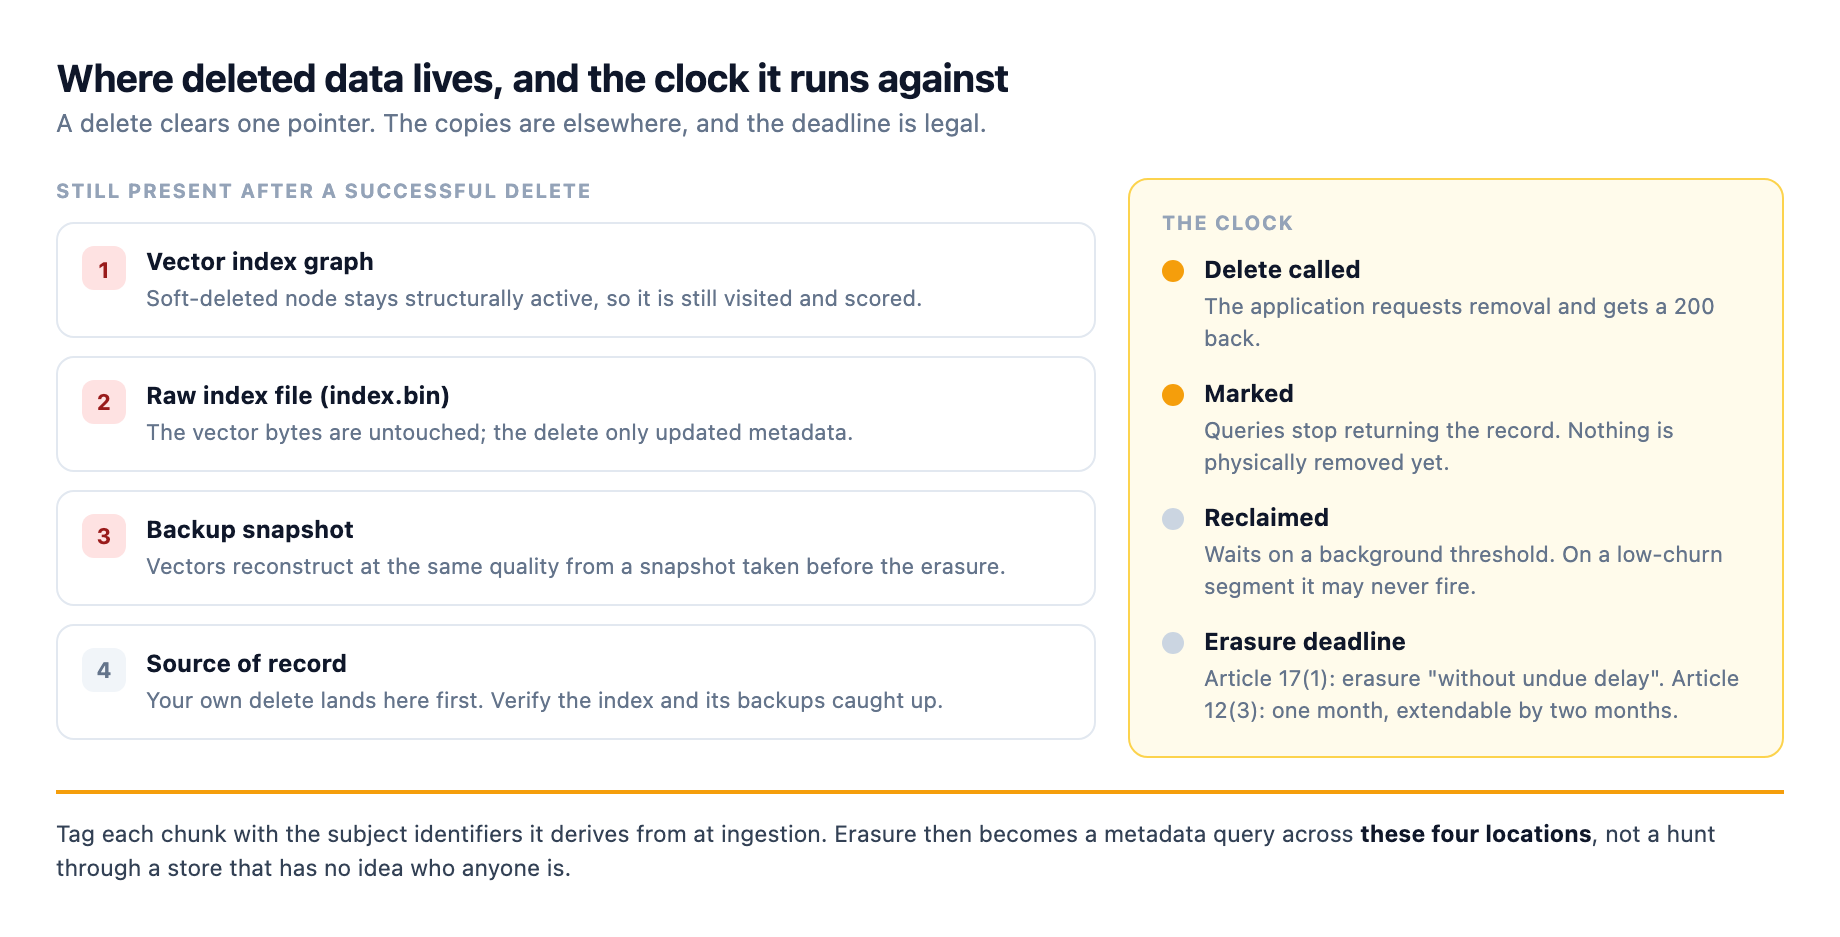 Where deleted data lives, and the clock it runs against
A delete clears one pointer. The copies are elsewhere, and the deadline is legal.
STILL PRESENT AFTER A SUCCESSFUL DELETE
1
Vector index graph
Soft-deleted node stays structurally active, so it is still visited and scored.
2
Raw index file (index.bin)
The vector bytes are untouched; the delete only updated metadata.
3
Backup snapshot
Vectors reconstruct at the same quality from a snapshot taken before the erasure.
4
Source of record
Your own delete lands here first. Verify the index and its backups caught up.
THE CLOCK
Delete called
The application requests removal and gets a 200
back.
Marked
Queries stop returning the record. Nothing is
physically removed yet.
Reclaimed
Waits on a background threshold. On a low-churn
segment it may never fire.
Erasure deadline
Article 17(1): erasure "without undue delay". Article
12(3): one month, extendable by two months.
Tag each chunk with the subject identifiers it derives from at ingestion. Erasure then becomes a metadata query across these four locations, not a hunt
through a store that has no idea who anyone is.